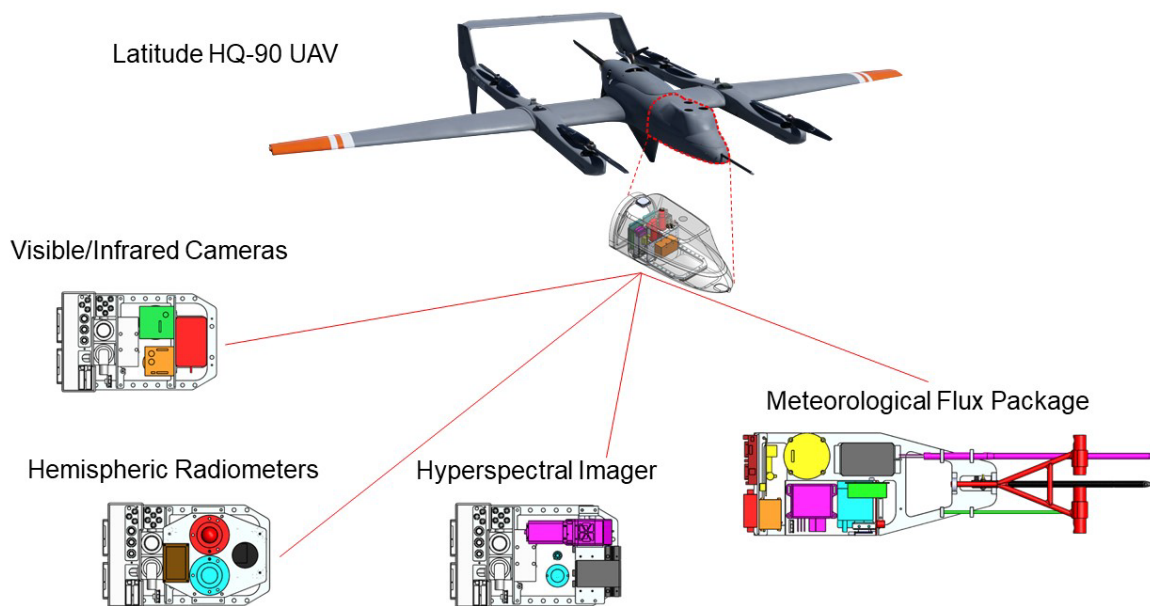 Latitude HQ-90 UAV
Visible/Infrared Cameras
Meteorological Flux Package
Hemispheric Radiometers
Hyperspectral Imager